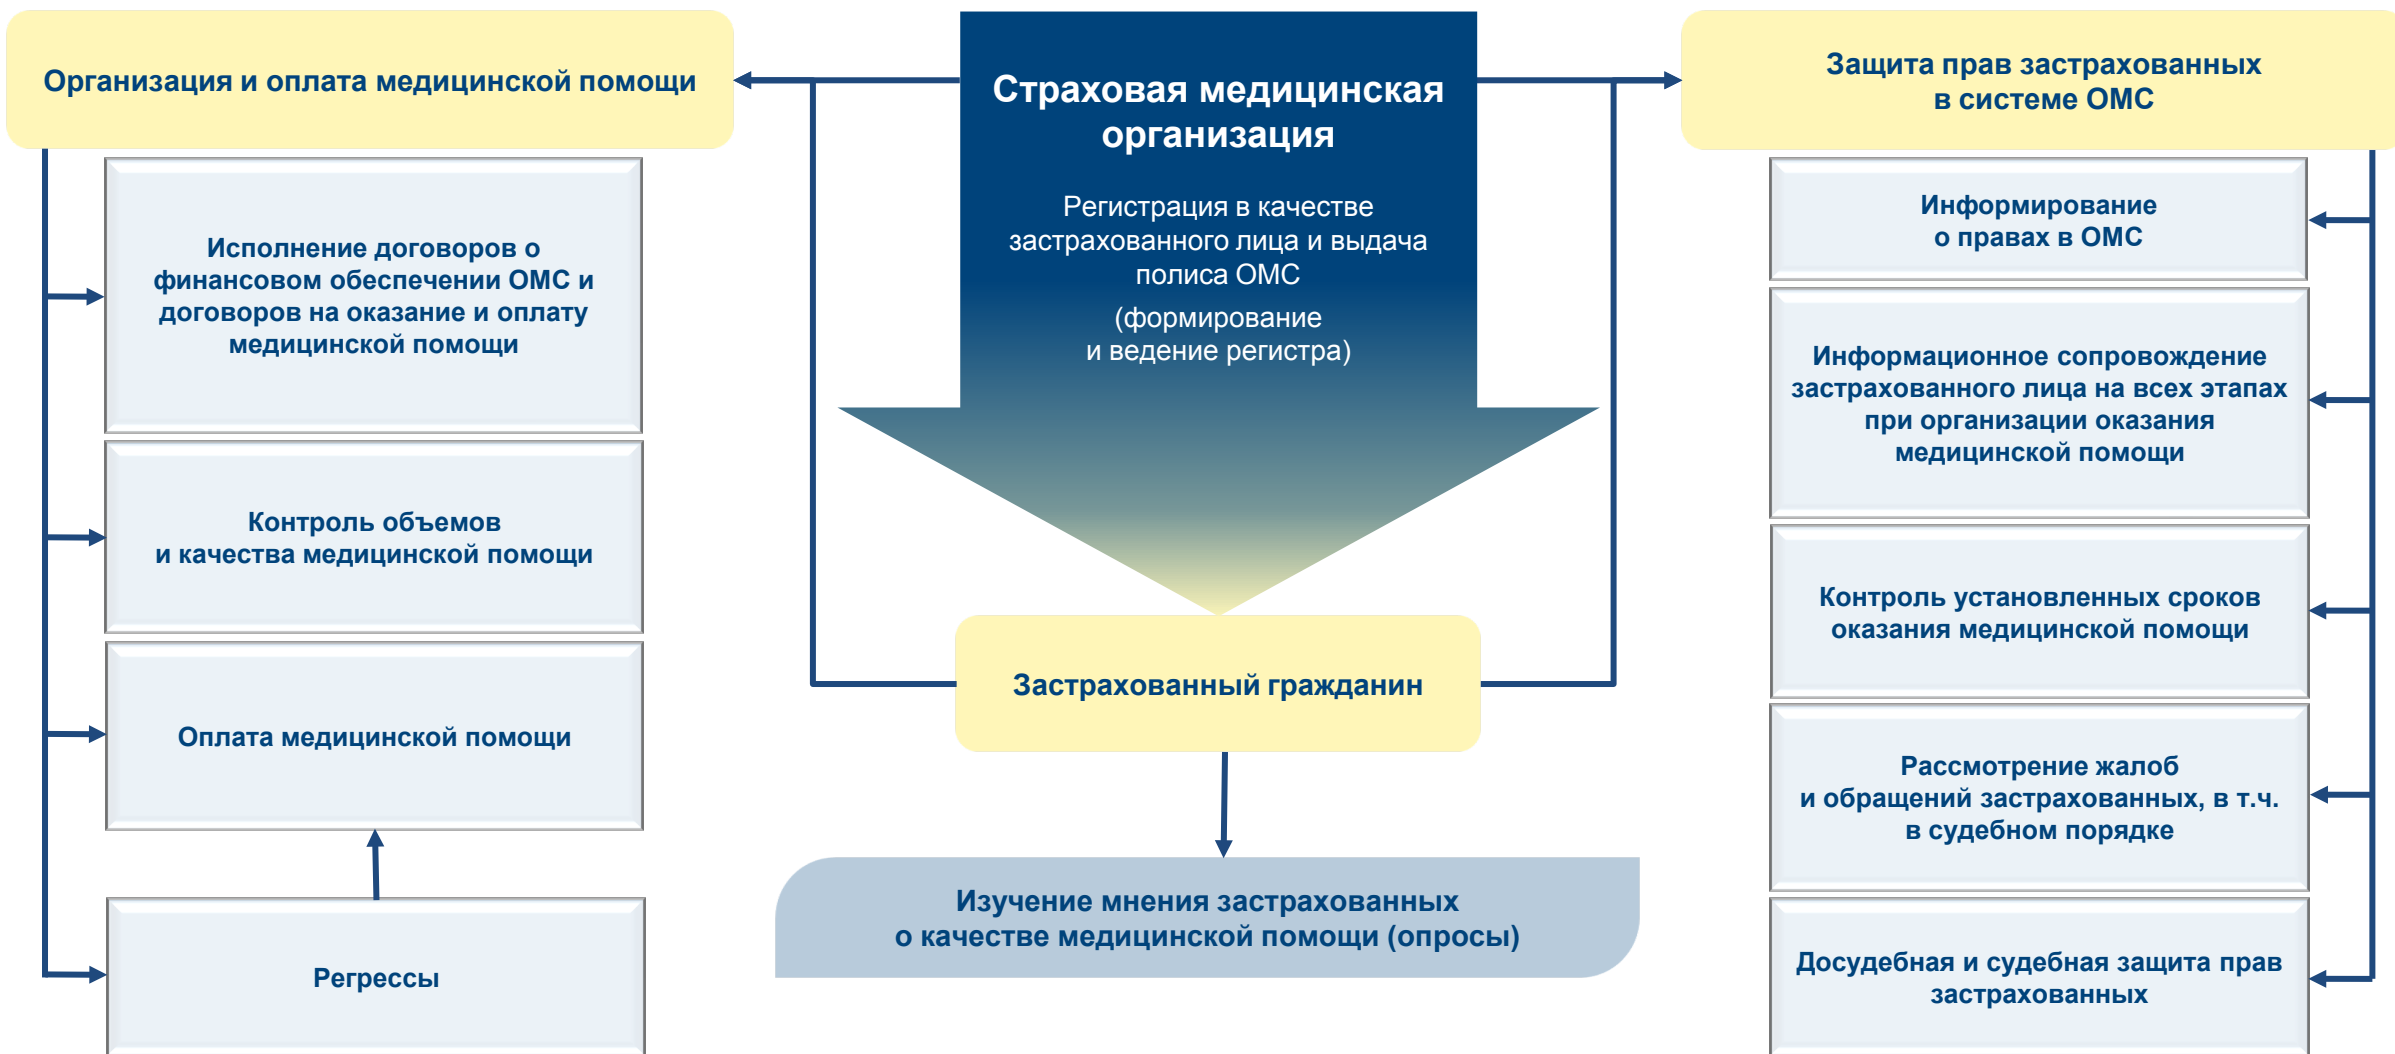 Организация и оплата медицинской помощи
Исполнение договоров о
финансовом обеспечении ОМС и
договоров на оказание и оплату
медицинской помощи
Контроль объемов
и качества медицинской помощи
Оплата медицинской помощи
Регрессы
Страховая медицинская
организация
Регистрация в качестве
застрахованного лица и выдача
полиса ОМС
(формирование
и ведение регистра)
Застрахованный гражданин
Изучение мнения застрахованных
о качестве медицинской помощи (опросы)
Защита прав застрахованных
в системе ОМС
Информирование
о правах в ОМС
Информационное сопровождение
застрахованного лица на всех этапах
при организации оказания
медицинской помощи
Контроль установленных сроков
оказания медицинской помощи
Рассмотрение жалоб
и обращений застрахованных, в т.ч.
в судебном порядке
Досудебная и судебная защита прав
застрахованных